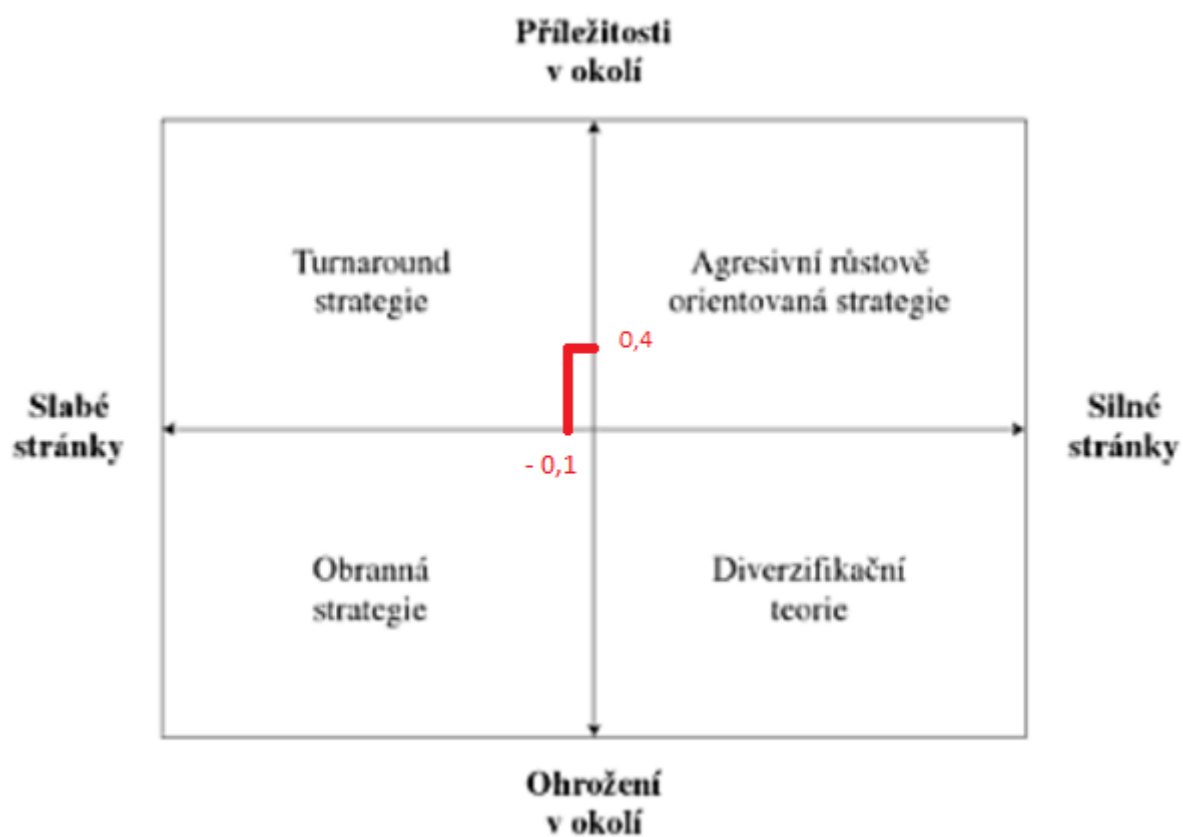 Příležitosti
v okolí
Turnaround
strategie
Agresivní růstově
orientovaná strategie
0,4
Slabé
stránky
Silné
stránky
- 0,1
Obranná
strategie
Diverzifikační
teorie
Ohrožení
v okolí